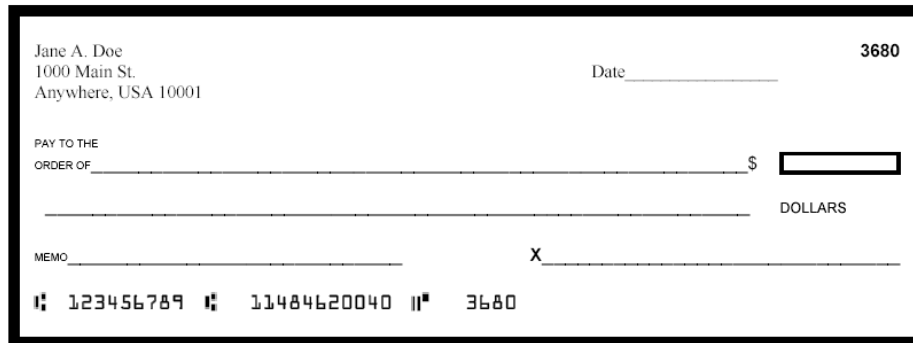 Jane A. Doe 3680
1000 Main St. Date
Anywhere, USA 10001
PAY TO THE
ORDER OF $
DOLLARS
MEMO X
⑆ 123456789 ⑆ 11484620040 ⑈ 3680